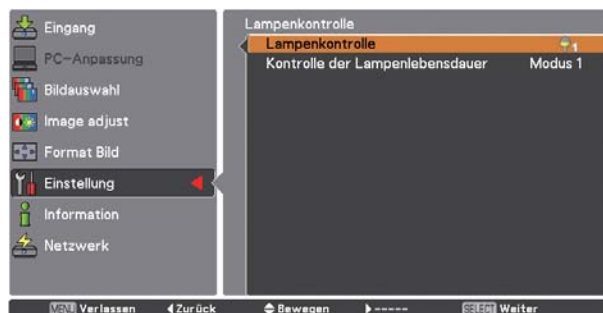 Eingang
PC-Anpassung
Bildauswahl
Image adjust
Format Bild
Einstellung
Information
Netzwerk
Lampenkontrolle
Lampenkontrolle 1
Kontrolle der Lampenlebensdauer Modus 1
MENU Verlassen Zurück Bewegen ----- SELECT Weiter